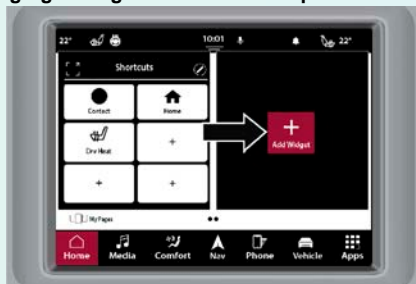 22°
10:01
22°
Shortcuts
Contact
Home
Drv Heat
+
+
+
+
Add Widget
My Pages
Home Media Comfort Nav Phone Vehicle Apps